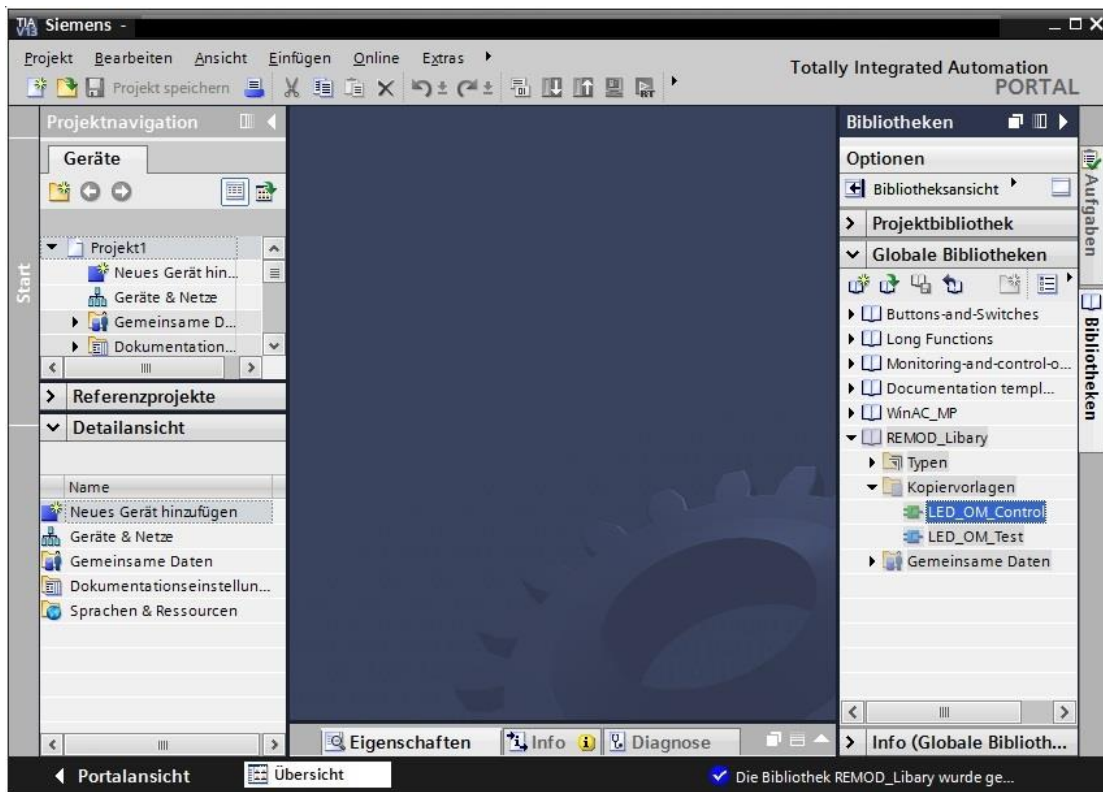 TIA
V13
Siemens -
Projekt Bearbeiten Ansicht Einfügen Online Extras
Totally Integrated Automation
PORTAL
Projekt speichern
RT
Projektnavigation
Geräte
Start
Projekt1
Neues Gerät hin...
Geräte & Netze
Gemeinsame D...
Dokumentation...
Referenzprojekte
Detailansicht
Name
Neues Gerät hinzufügen
Geräte & Netze
Gemeinsame Daten
Dokumentationseinstellun...
Sprachen & Ressourcen
Eigenschaften
Info
Diagnose
Bibliotheken
Optionen
Bibliotheksansicht
Projektbibliothek
Globale Bibliotheken
Buttons-and-Switches
Long Functions
Monitoring-and-control-o...
Documentation templ...
WinAC_MP
REMOD_Libary
Typen
Kopiervorlagen
LED_OM_Control
LED_OM_Test
Gemeinsame Daten
Info (Globale Biblioth...
Aufgaben
Bibliotheken
Portalansicht
Übersicht
Die Bibliothek REMOD_Libary wurde ge...